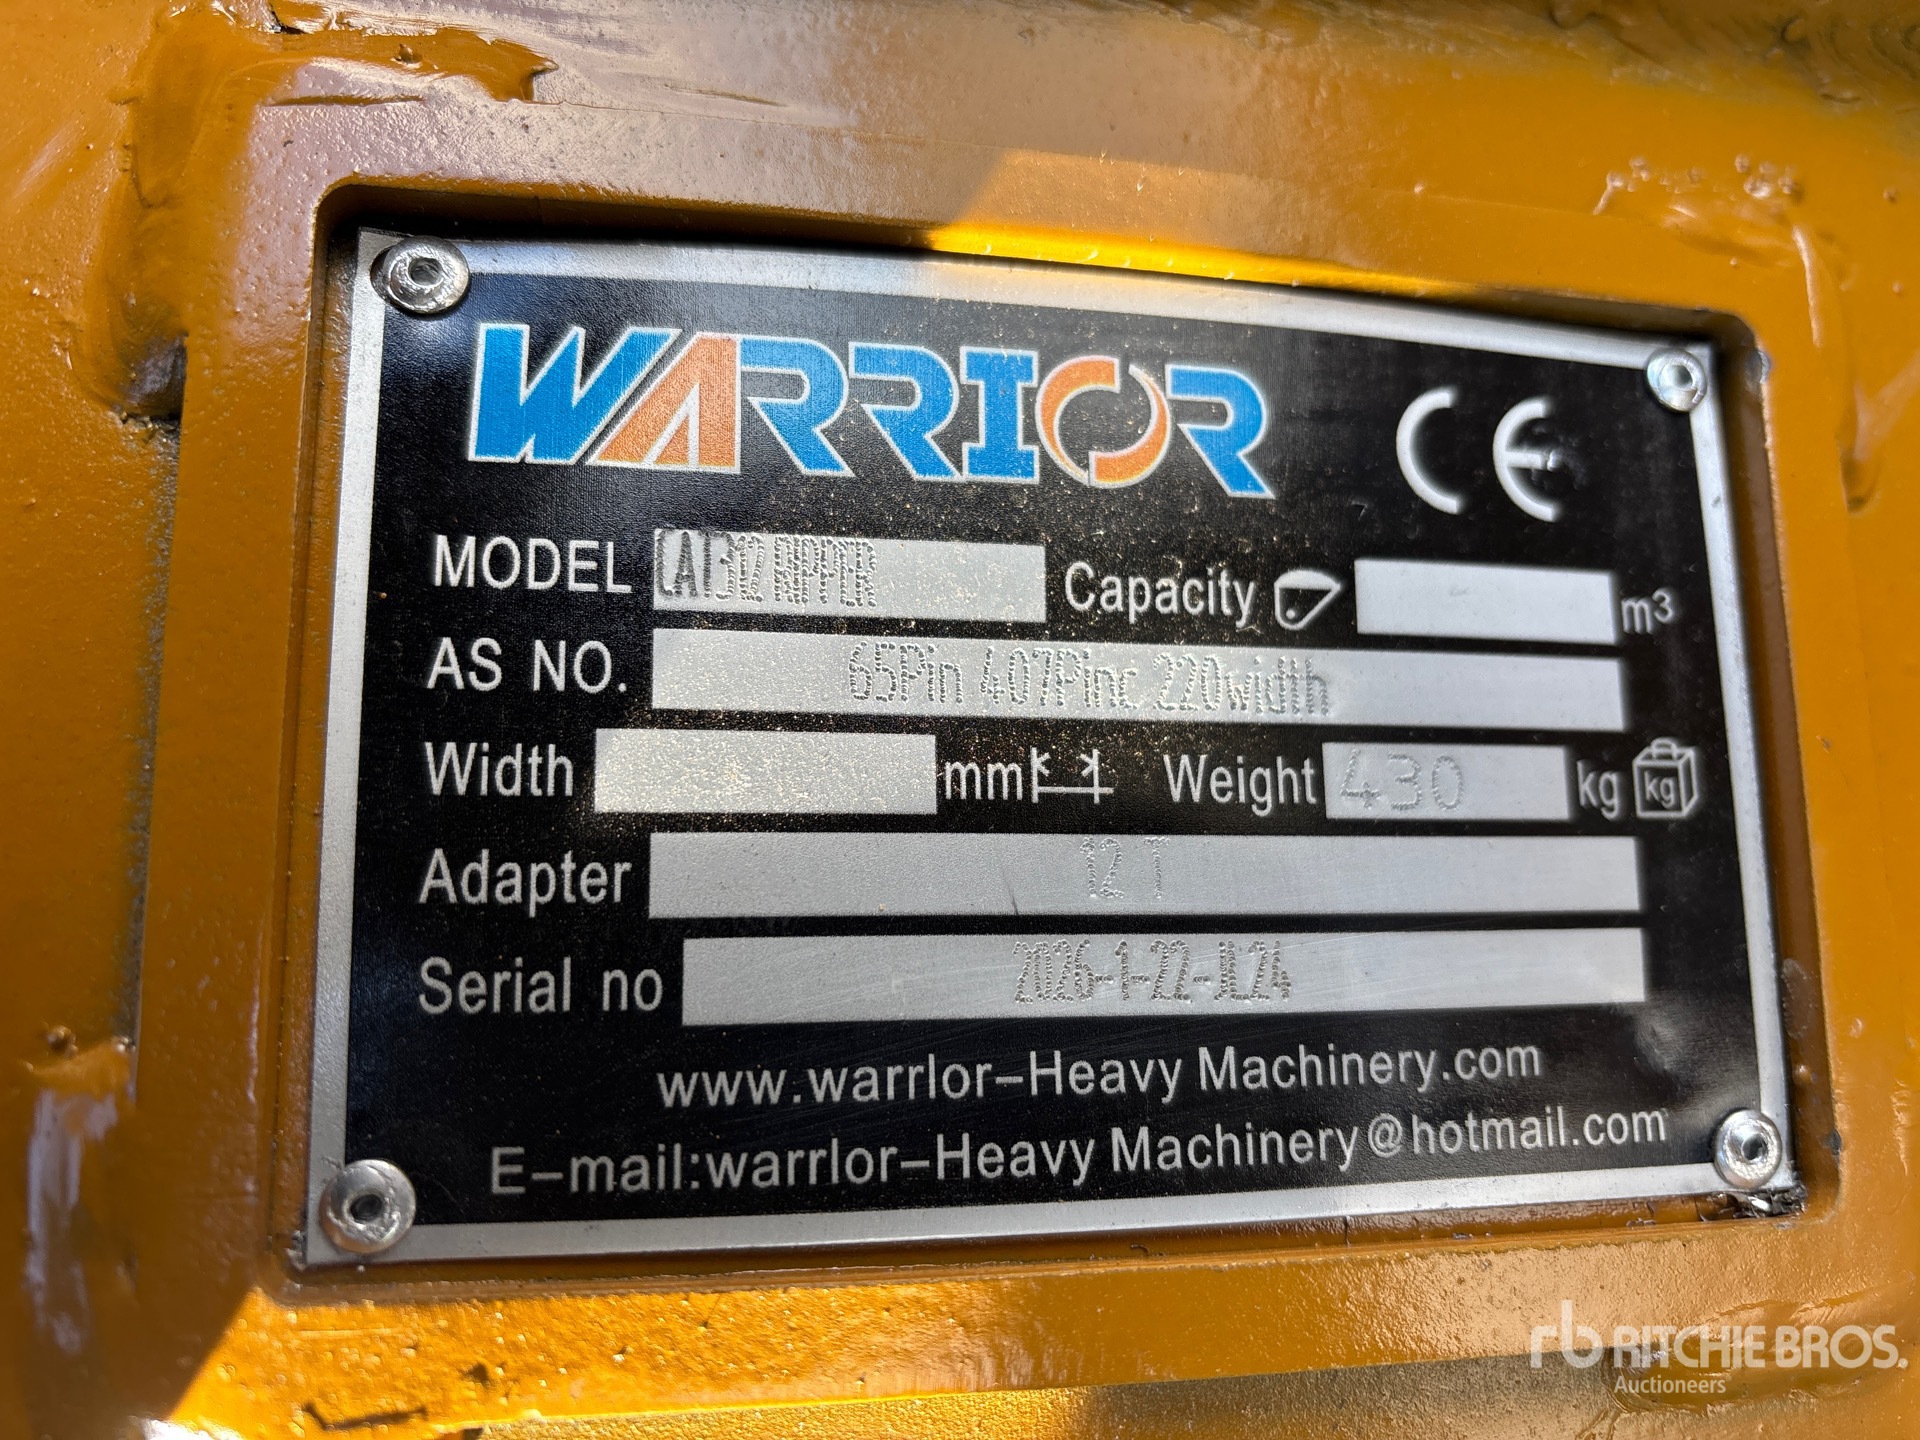 WARRIOR CE
MODEL CAT312 RIPPER Capacity m³
AS NO. 65Pin 407Pinc 220width
Width mm Weight 430 kg kg
Adapter 12 T
Serial no 2026-1-22-
www.warrlor-Heavy Machinery.com
E-mail:warrlor-Heavy Machinery@hotmail.com
rb RITCHIE BROS.
Auctioneers